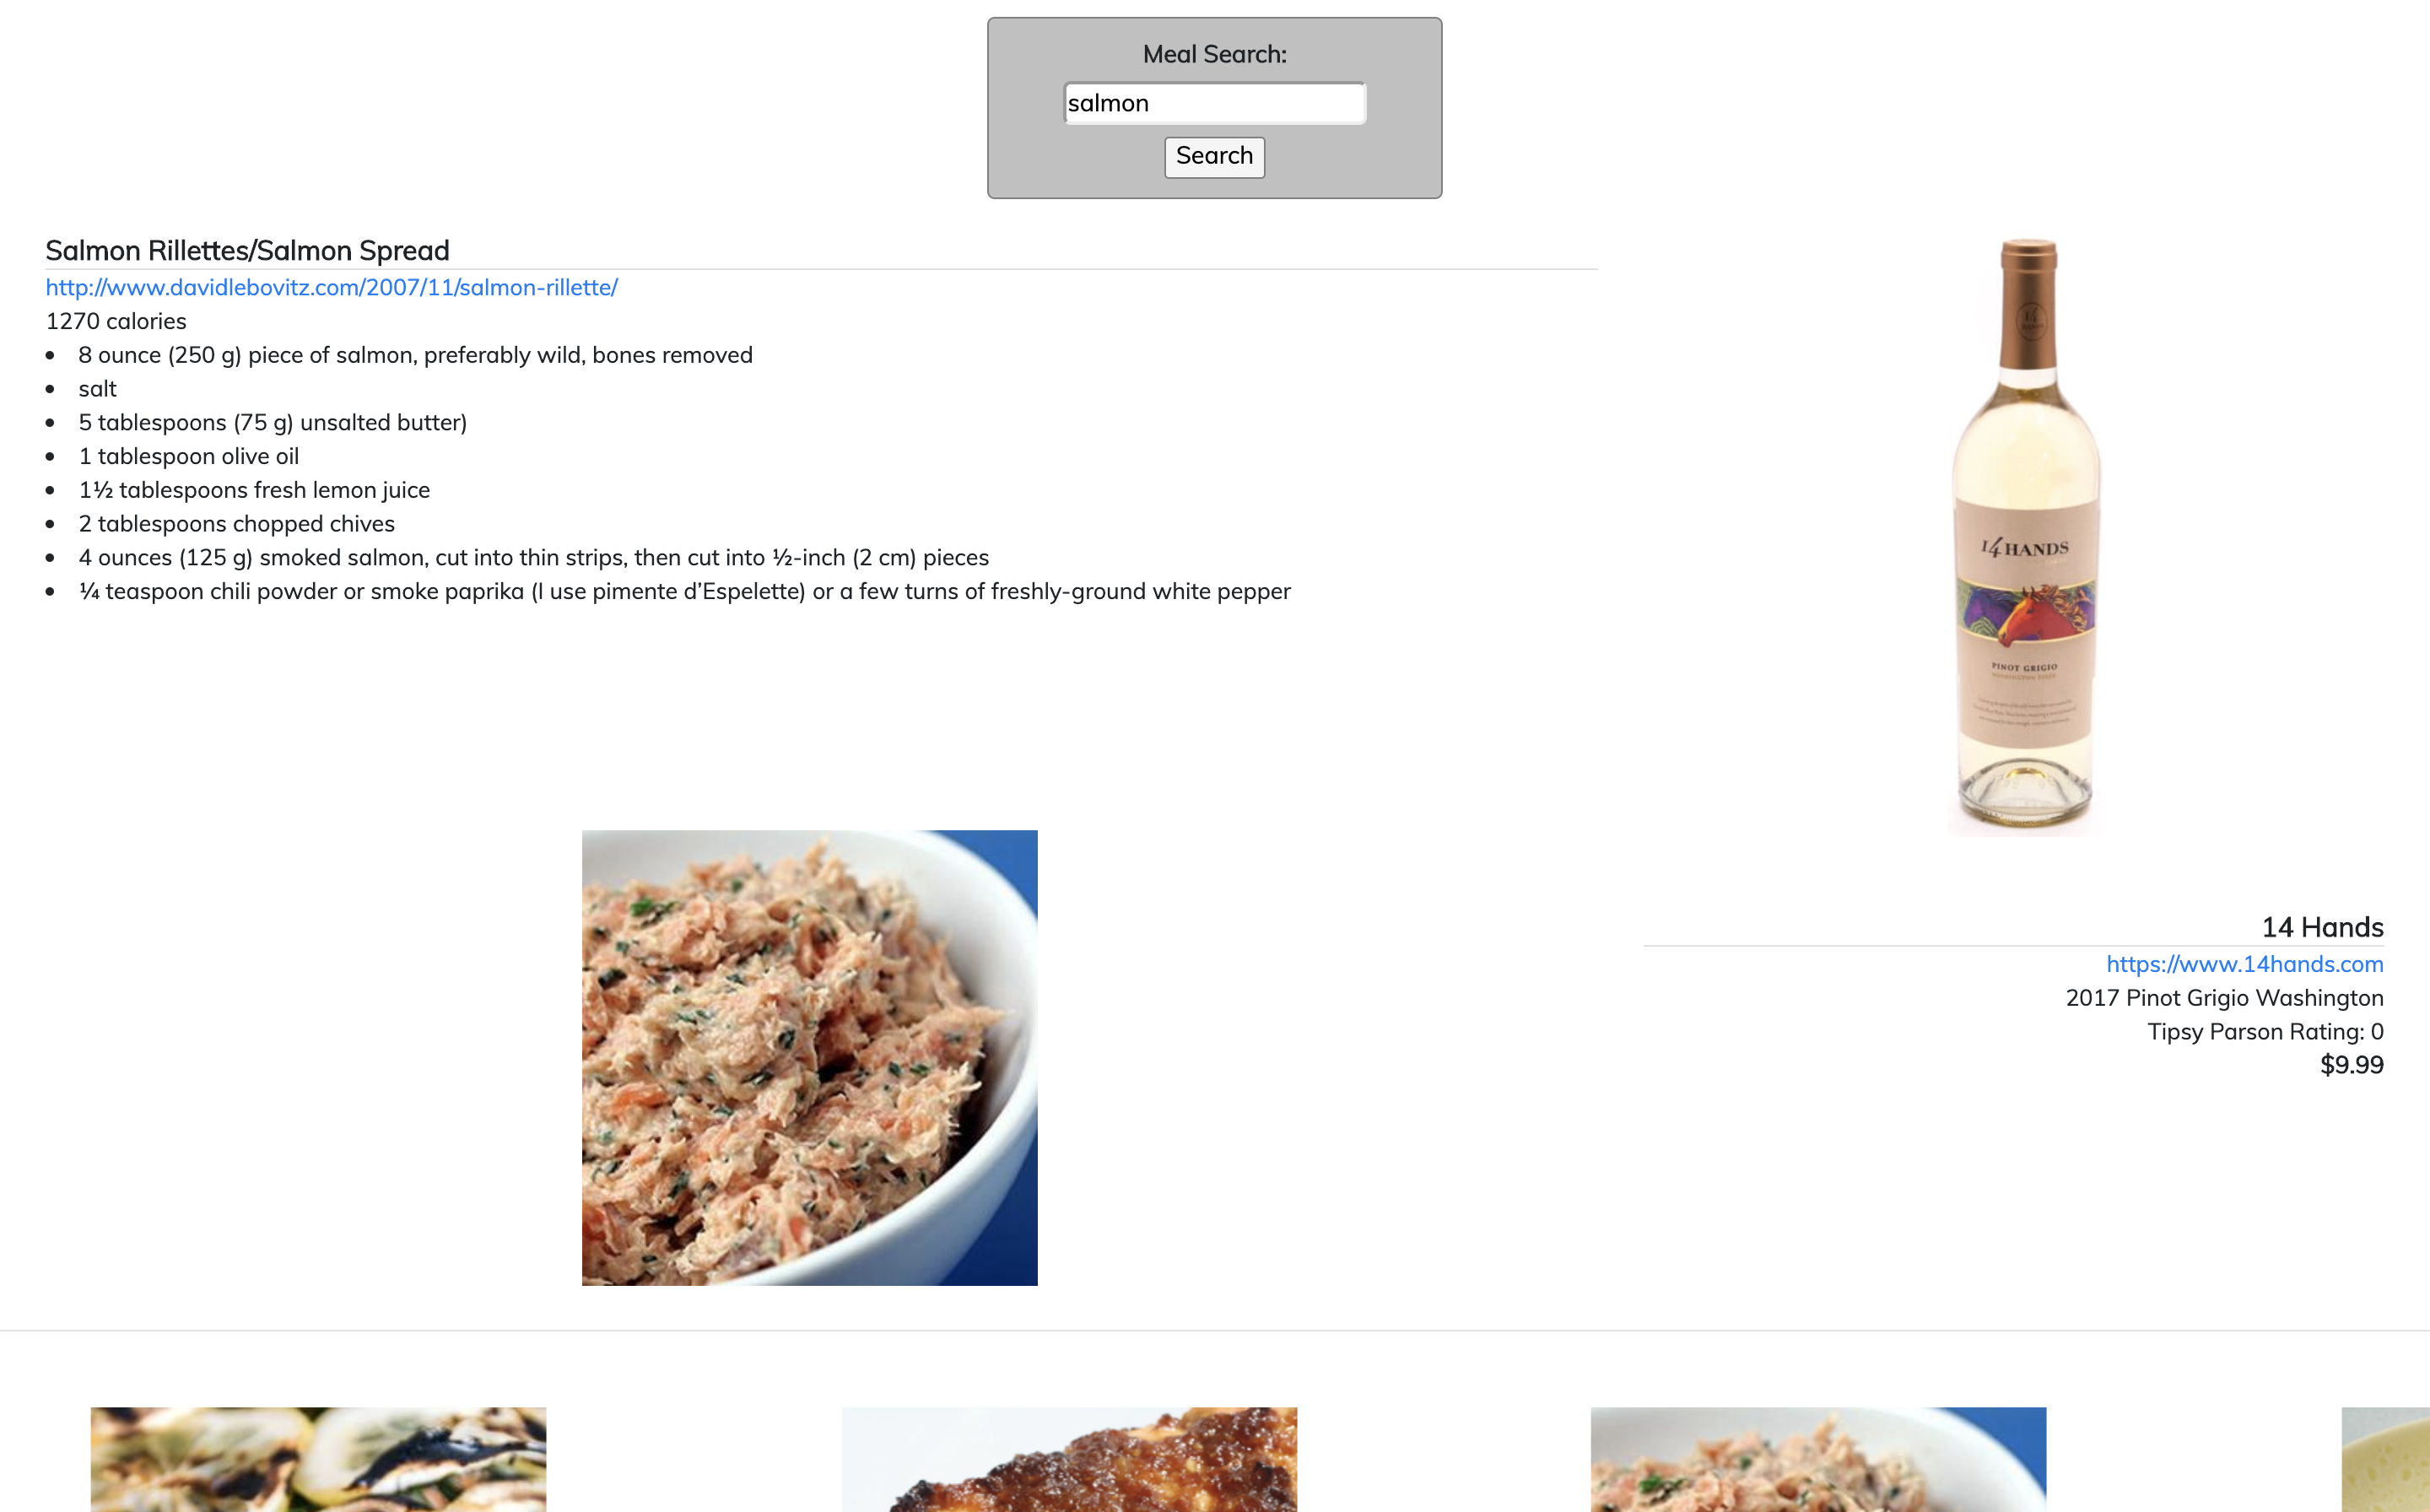 Meal Search:
salmon
Search
Salmon Rillettes/Salmon Spread
http://www.davidlebovitz.com/2007/11/salmon-rillette/
1270 calories
8 ounce (250 g) piece of salmon, preferably wild, bones removed
salt
5 tablespoons (75 g) unsalted butter)
1 tablespoon olive oil
1½ tablespoons fresh lemon juice
2 tablespoons chopped chives
4 ounces (125 g) smoked salmon, cut into thin strips, then cut into ½-inch (2 cm) pieces
¼ teaspoon chili powder or smoke paprika (I use pimente d’Espelette) or a few turns of freshly-ground white pepper
14 HANDS
PINOT GRIGIO
14 Hands
https://www.14hands.com
2017 Pinot Grigio Washington
Tipsy Parson Rating: 0
$9.99